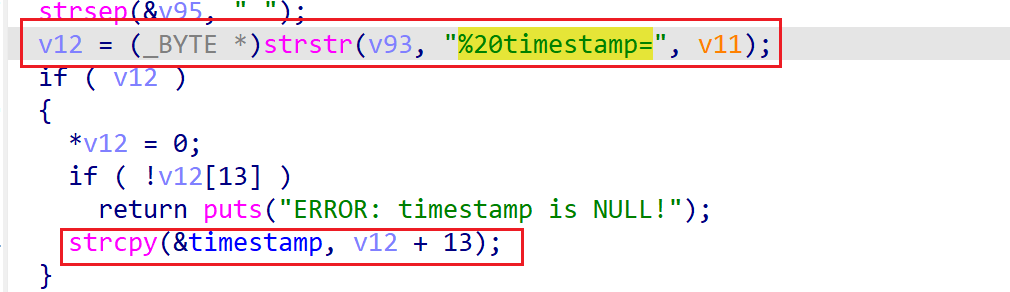 strsep(&v95, " ");
v12 = (_BYTE *)strstr(v93, "%20timestamp=", v11);
if ( v12 )
{
*v12 = 0;
if ( !v12[13] )
return puts("ERROR: timestamp is NULL!");
strcpy(&timestamp, v12 + 13);
}